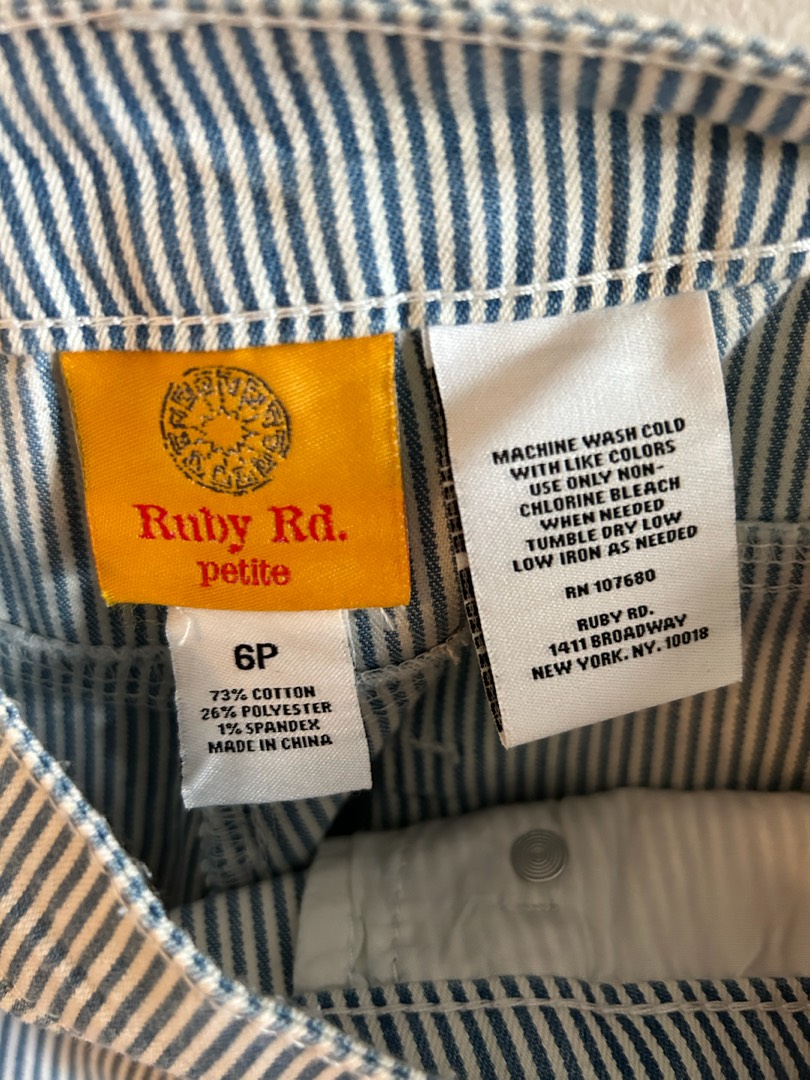 Ruby Rd.
petite
6P
73% COTTON
26% POLYESTER
1% SPANDEX
MADE IN CHINA
MACHINE WASH COLD
WITH LIKE COLORS
USE ONLY NON-
CHLORINE BLEACH
WHEN NEEDED
TUMBLE DRY LOW
LOW IRON AS NEEDED
RN 107680
RUBY RD.
1411 BROADWAY
NEW YORK. NY. 10018